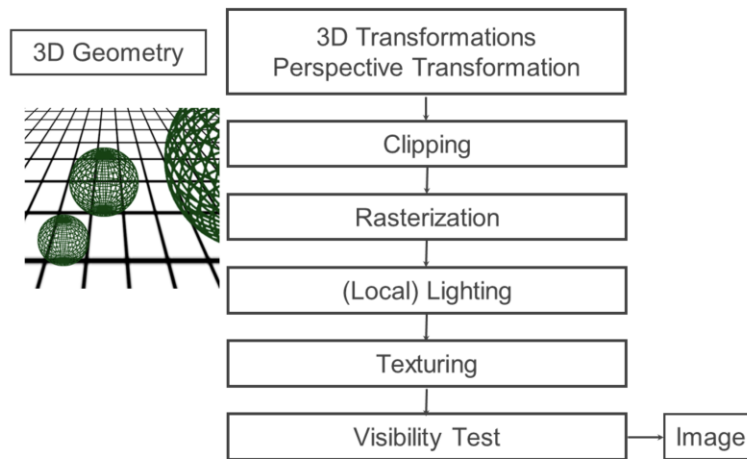 3D Geometry
3D Transformations
Perspective Transformation
Clipping
Rasterization
(Local) Lighting
Texturing
Visibility Test
Image